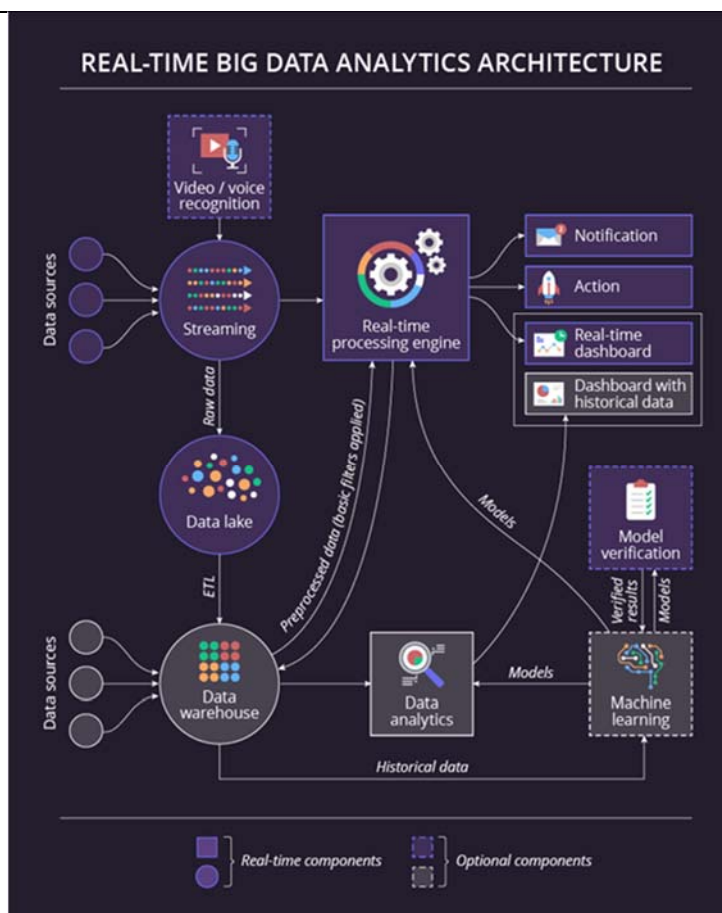 REAL-TIME BIG DATA ANALYTICS ARCHITECTURE
Video / voice
recognition
Data sources
Streaming
Real-time
processing engine
Notification
Action
Real-time
dashboard
Dashboard with
historical data
Raw data
Data lake
Preprocessed data (basic filters applied)
Models
Model
verification
ETL
Verified
results
Models
Data sources
Data
warehouse
Data
analytics
Models
Machine
learning
Historical data
Real-time components
Optional components